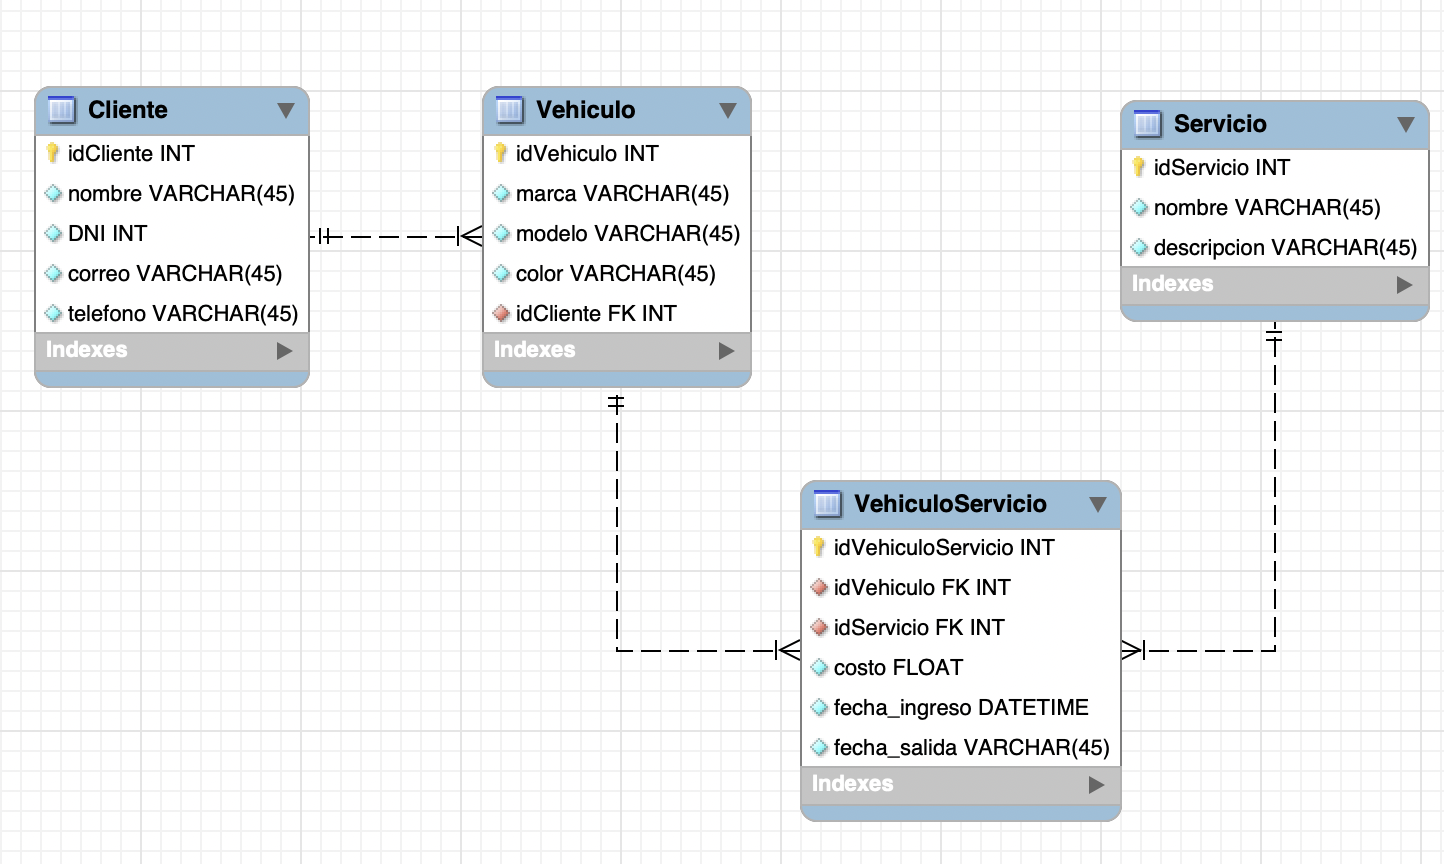 Cliente
idCliente INT
nombre VARCHAR(45)
DNI INT
correo VARCHAR(45)
telefono VARCHAR(45)
Indexes
Vehiculo
idVehiculo INT
marca VARCHAR(45)
modelo VARCHAR(45)
color VARCHAR(45)
idCliente FK INT
Indexes
Servicio
idServicio INT
nombre VARCHAR(45)
descripcion VARCHAR(45)
Indexes
VehiculoServicio
idVehiculoServicio INT
idVehiculo FK INT
idServicio FK INT
costo FLOAT
fecha_ingreso DATETIME
fecha_salida VARCHAR(45)
Indexes